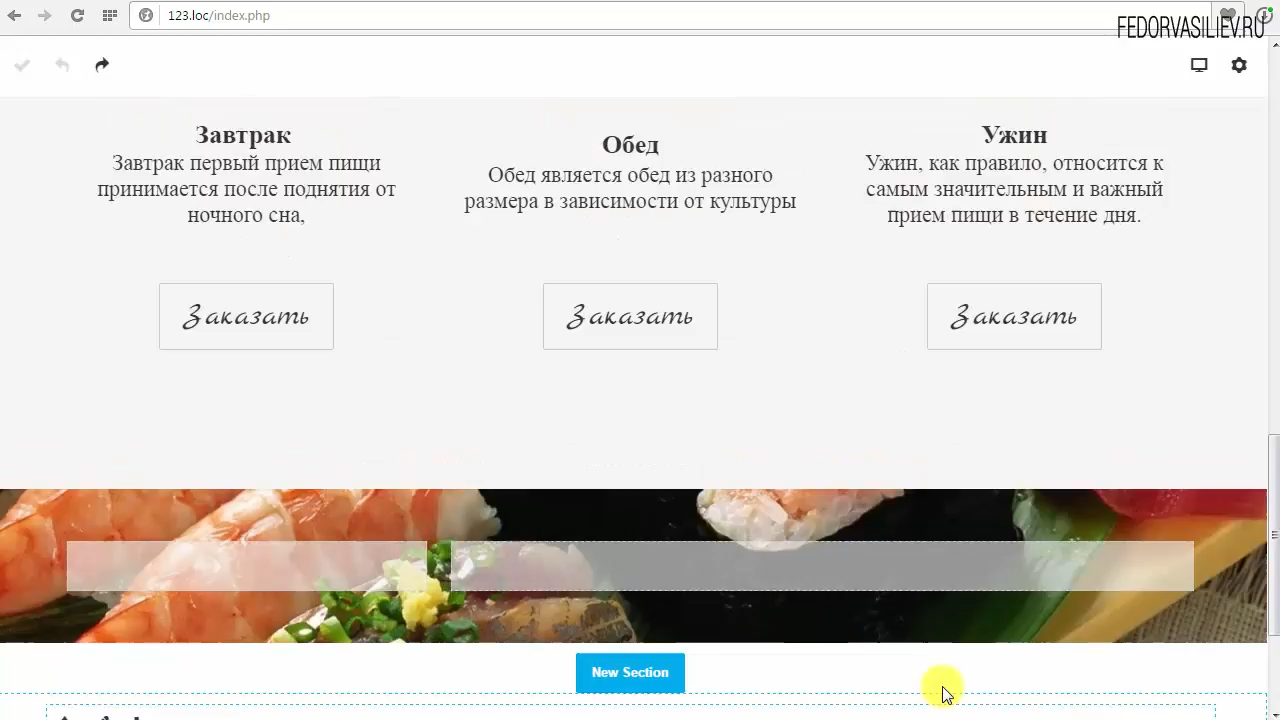 123.loc/index.php
FEDORVASILIEV.RU
Завтрак
Завтрак первый прием пищи
принимается после поднятия от
ночного сна,
Обед
Обед является обед из разного
размера в зависимости от культуры
Ужин
Ужин, как правило, относится к
самым значительным и важный
прием пищи в течение дня.
Заказать
Заказать
Заказать
New Section